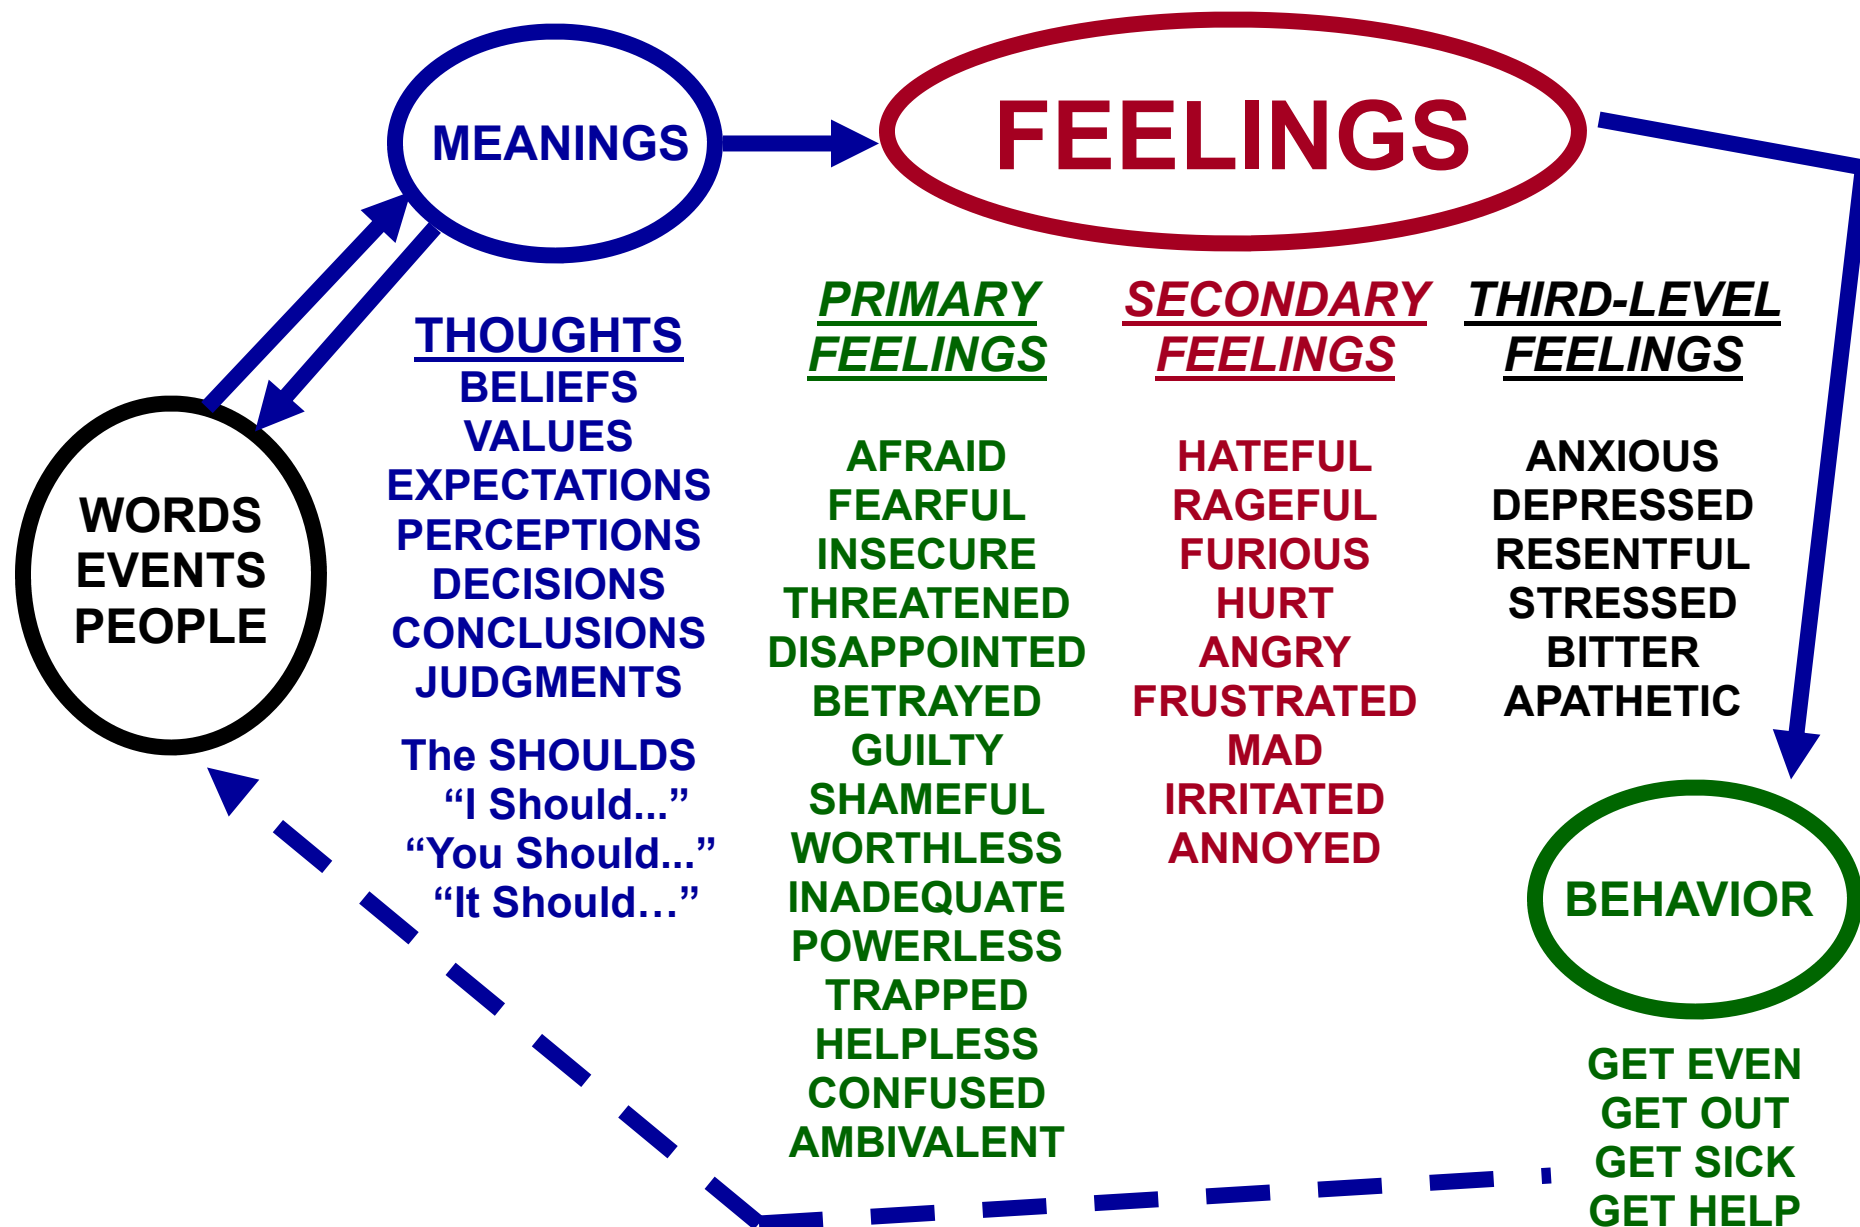 MEANINGS
FEELINGS
WORDS
EVENTS
PEOPLE
THOUGHTS
BELIEFS
VALUES
EXPECTATIONS
PERCEPTIONS
DECISIONS
CONCLUSIONS
JUDGMENTS
The SHOULDS
“I Should...”
“You Should...”
“It Should…”
PRIMARY
FEELINGS
AFRAID
FEARFUL
INSECURE
THREATENED
DISAPPOINTED
BETRAYED
GUILTY
SHAMEFUL
WORTHLESS
INADEQUATE
POWERLESS
TRAPPED
HELPLESS
CONFUSED
AMBIVALENT
SECONDARY
FEELINGS
HATEFUL
RAGEFUL
FURIOUS
HURT
ANGRY
FRUSTRATED
MAD
IRRITATED
ANNOYED
THIRD-LEVEL
FEELINGS
ANXIOUS
DEPRESSED
RESENTFUL
STRESSED
BITTER
APATHETIC
BEHAVIOR
GET EVEN
GET OUT
GET SICK
GET HELP